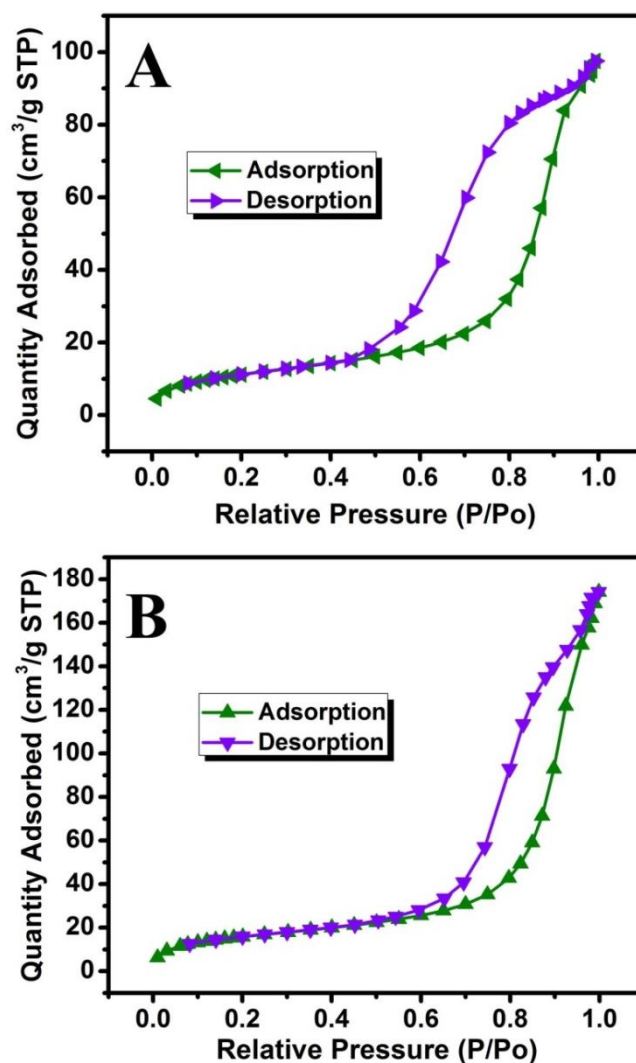 A
100
80
60
40
20
0
Quantity Adsorbed (cm³/g STP)
Adsorption
Desorption
0.0 0.2 0.4 0.6 0.8 1.0
Relative Pressure (P/Po)
B
180
160
140
120
100
80
60
40
20
0
Quantity Adsorbed (cm³/g STP)
Adsorption
Desorption
0.0 0.2 0.4 0.6 0.8 1.0
Relative Pressure (P/Po)